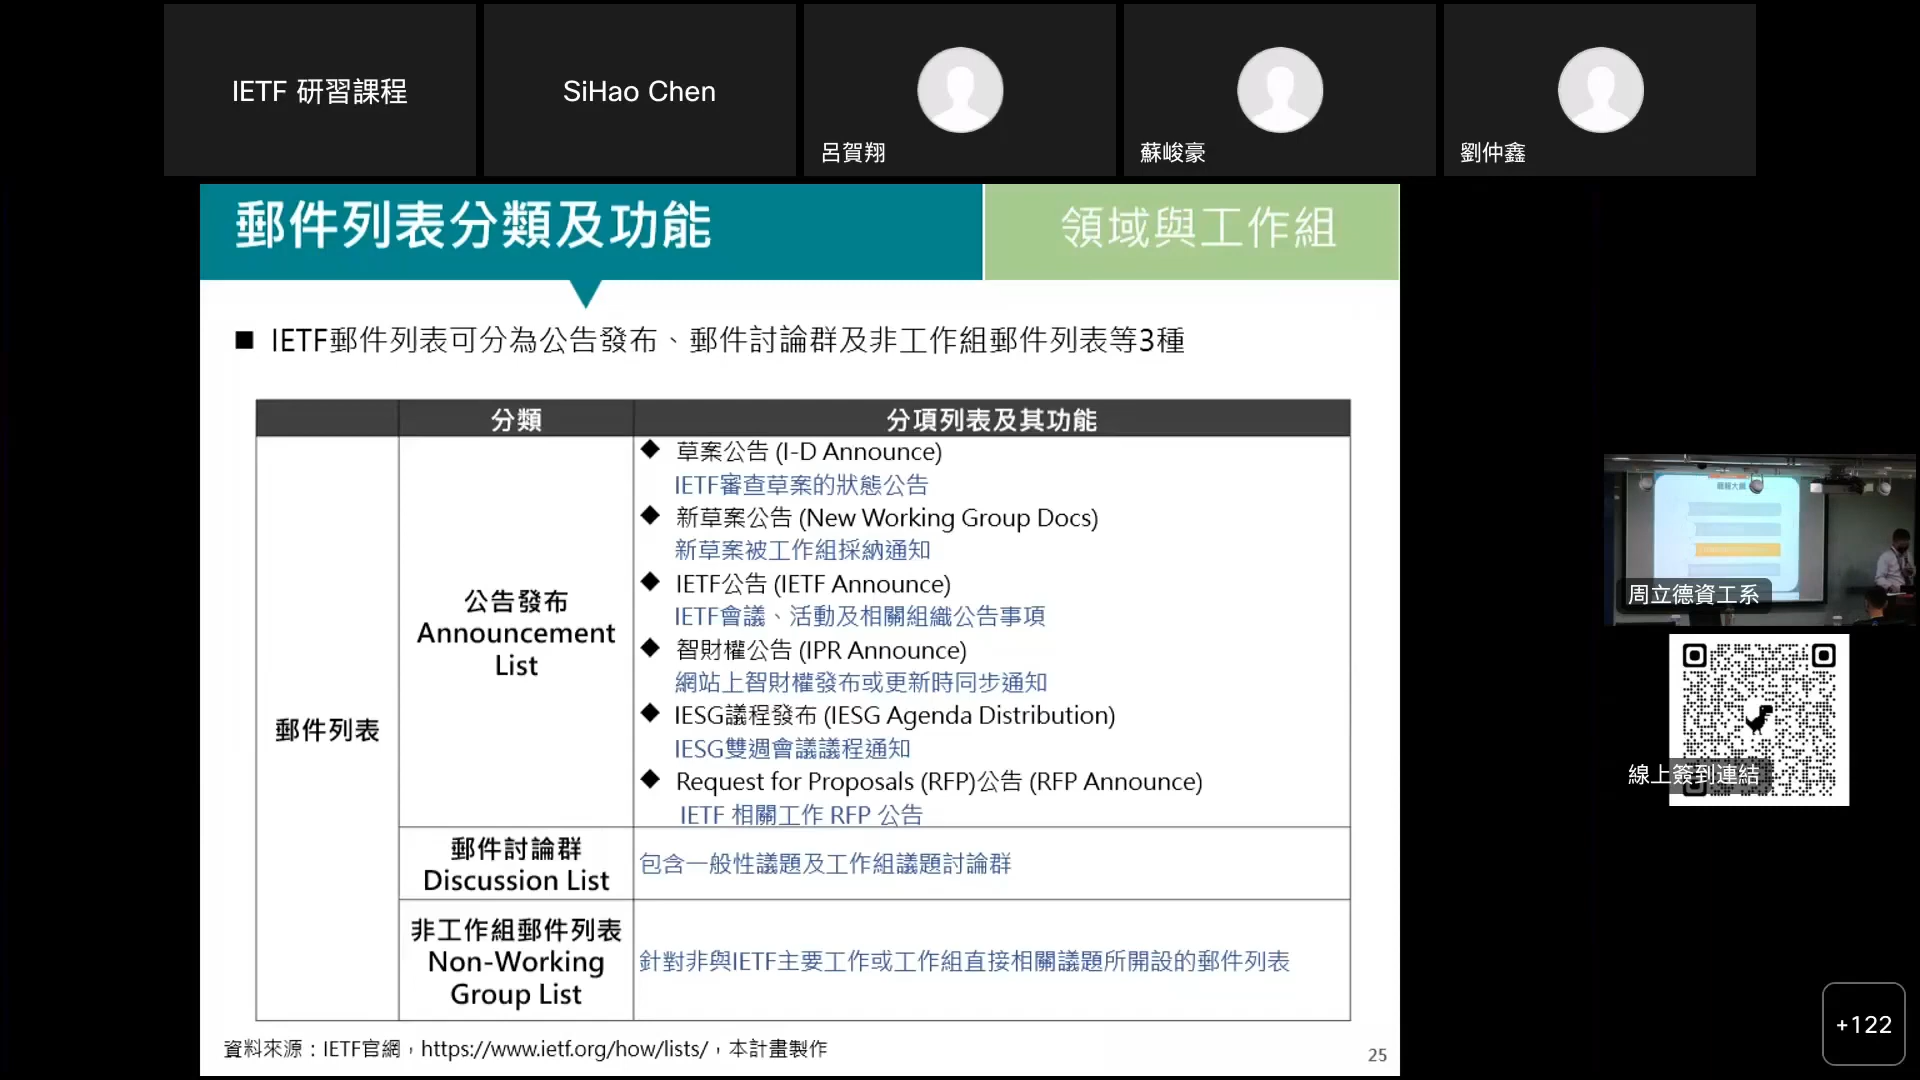 IETF 研習課程
SiHao Chen
呂賀翔
蘇峻豪
劉仲鑫
郵件列表分類及功能
領域與工作組
■ IETF郵件列表可分為公告發布、郵件討論群及非工作組郵件列表等3種
分類
分項列表及其功能
郵件列表
公告發布
Announcement
List
◆ 草案公告 (I-D Announce)
IETF審查草案的狀態公告
◆ 新草案公告 (New Working Group Docs)
新草案被工作組採納通知
◆ IETF公告 (IETF Announce)
IETF會議、活動及相關組織公告事項
◆ 智財權公告 (IPR Announce)
網站上智財權發布或更新時同步通知
◆ IESG議程發布 (IESG Agenda Distribution)
IESG雙週會議議程通知
◆ Request for Proposals (RFP)公告 (RFP Announce)
IETF 相關工作 RFP 公告
郵件討論群
Discussion List
包含一般性議題及工作組議題討論群
非工作組郵件列表
Non-Working
Group List
針對非與IETF主要工作或工作組直接相關議題所開設的郵件列表
資料來源：IETF官網，https://www.ietf.org/how/lists/，本計畫製作
25
周立德資工系
線上簽到連結
+122